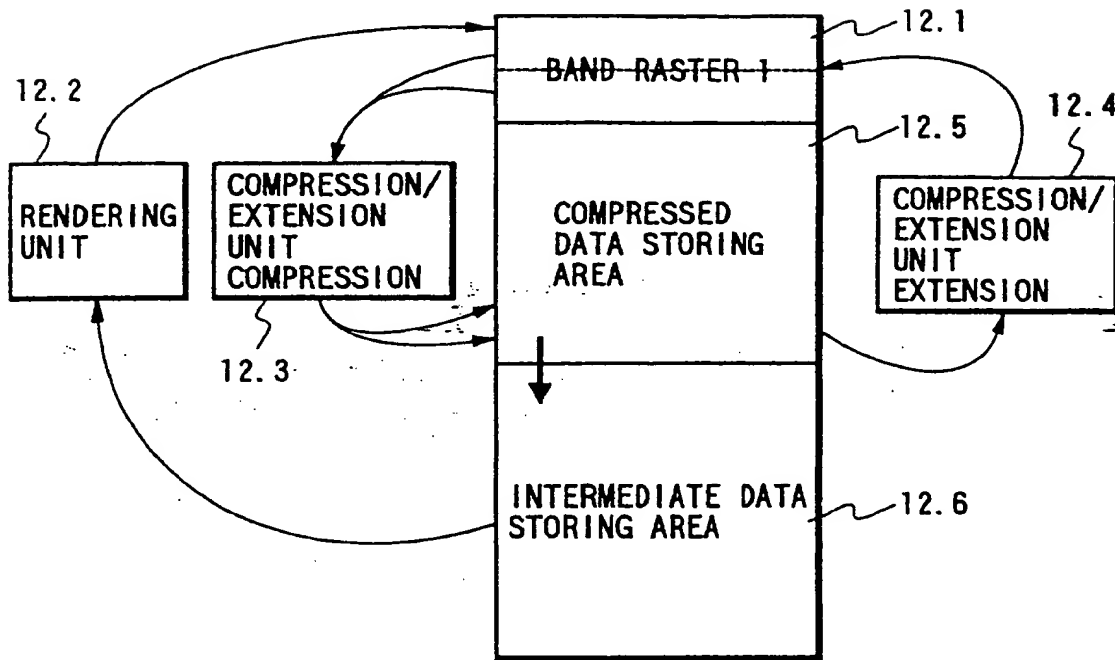 12.1
BAND RASTER 1
12.2
12.4
12.5
RENDERING
UNIT
COMPRESSION/
EXTENSION
UNIT
COMPRESSION
COMPRESSED
DATA STORING
AREA
COMPRESSION/
EXTENSION
UNIT
EXTENSION
12.3
INTERMEDIATE DATA
STORING AREA
12.6